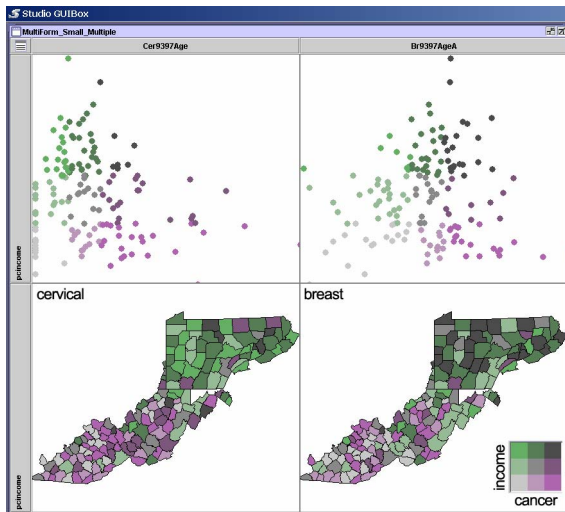 Studio GUIBox
MultiForm_Small_Multiple
Cer9397Age
Br9397AgeA
pcincome
cervical
breast
pcincome
income
cancer